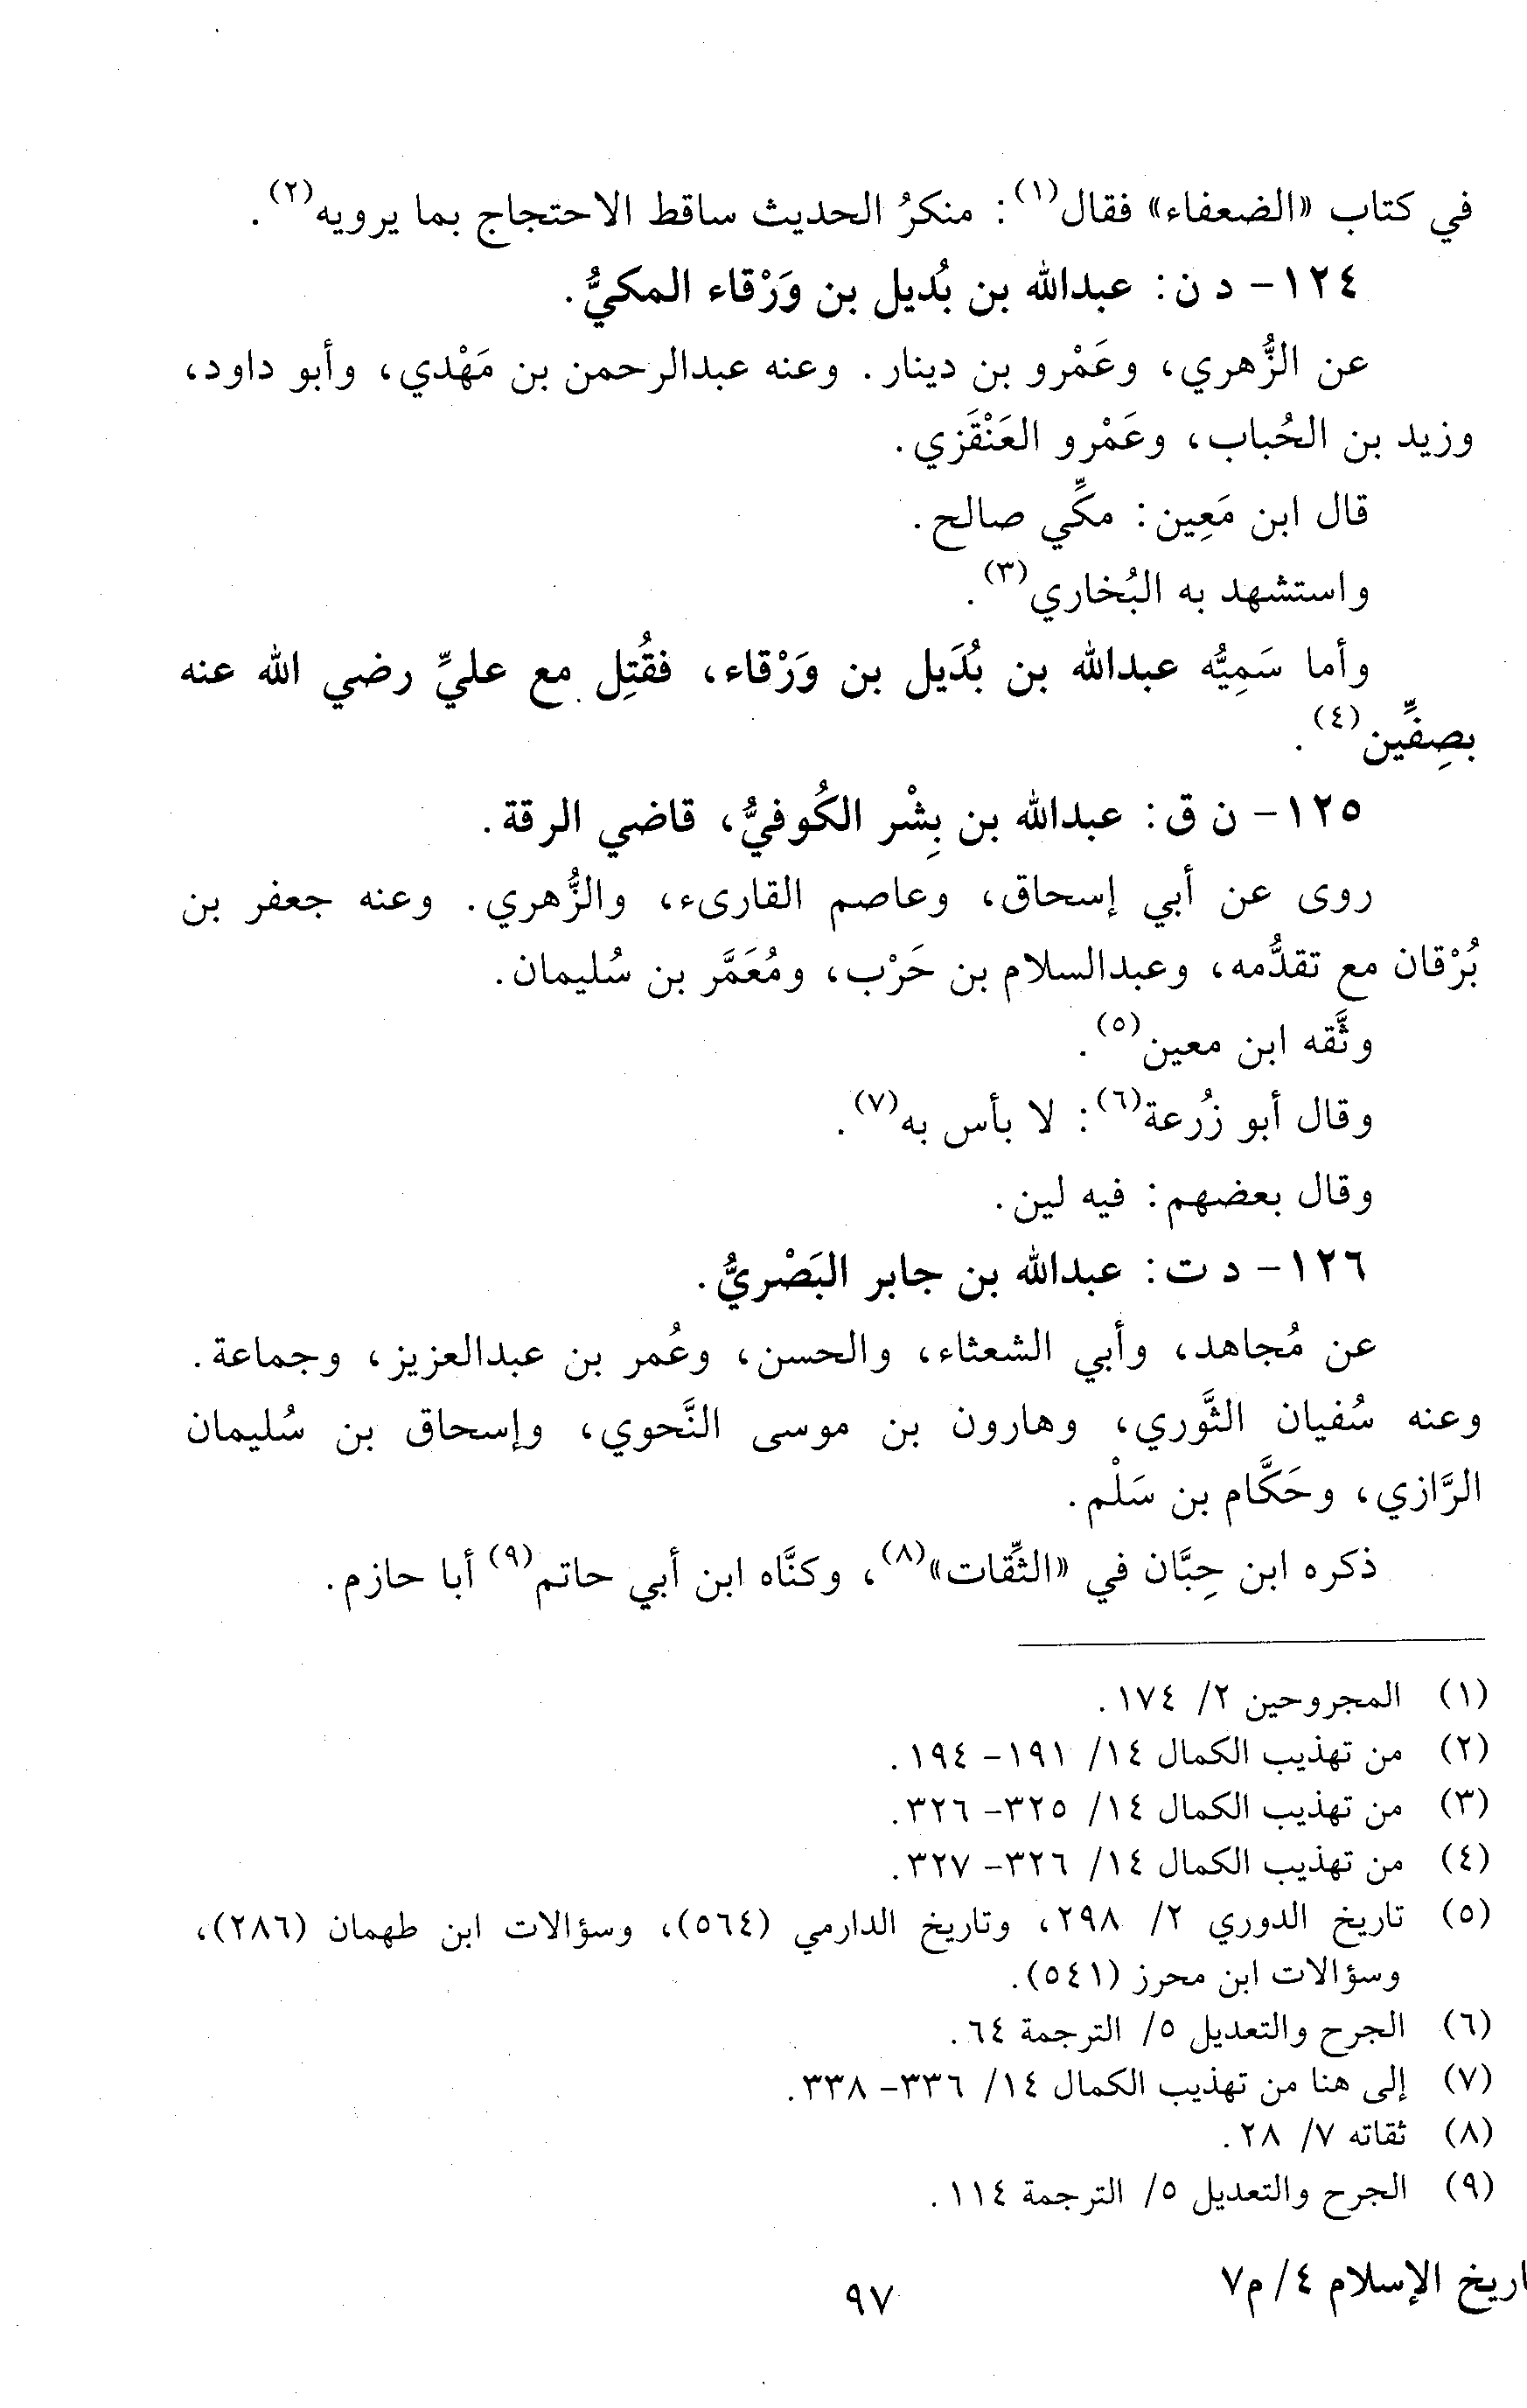 في كتاب «الضعفاء» فقال(١): منكرُ الحديث ساقط الاحتجاج بما يرويه(٢).
١٢٤- د ن: عبدالله بن بُديل بن وَرْقاء المكيُّ.
عن الزُّهري، وعَمْرو بن دينار. وعنه عبدالرحمن بن مَهْدي، وأبو داود،
وزيد بن الحُباب، وعَمْرو العَنْقَزي.
قال ابن مَعِين: مكِّي صالح.
واستشهد به البُخاري(٣).
وأما سَمِيُّه عبدالله بن بُدَيل بن وَرْقاء، فقُتِل مع عليٍّ رضي الله عنه
بصِفِّين(٤).
١٢٥- ن ق: عبدالله بن بِشْر الكُوفيُّ، قاضي الرقة.
روى عن أبي إسحاق، وعاصم القارىء، والزُّهري. وعنه جعفر بن
بُرْقان مع تقدُّمه، وعبدالسلام بن حَرْب، ومُعَمَّر بن سُليمان.
وثَّقه ابن معين(٥).
وقال أبو زُرعة(٦): لا بأس به(٧).
وقال بعضهم: فيه لين.
١٢٦- د ت: عبدالله بن جابر البَصْريُّ.
عن مُجاهد، وأبي الشعثاء، والحسن، وعُمر بن عبدالعزيز، وجماعة.
وعنه سُفيان الثَّوري، وهارون بن موسى النَّحوي، وإسحاق بن سُليمان
الرَّازي، وحَكَّام بن سَلْم.
ذكره ابن حِبَّان في «الثِّقات»(٨)، وكنَّاه ابن أبي حاتم(٩) أبا حازم.
(١) المجروحين ٢/ ١٧٤.
(٢) من تهذيب الكمال ١٤/ ١٩١- ١٩٤.
(٣) من تهذيب الكمال ١٤/ ٣٢٥- ٣٢٦.
(٤) من تهذيب الكمال ١٤/ ٣٢٦- ٣٢٧.
(٥) تاريخ الدوري ٢/ ٢٩٨، وتاريخ الدارمي (٥٦٤)، وسؤالات ابن طهمان (٢٨٦)،
وسؤالات ابن محرز (٥٤١).
(٦) الجرح والتعديل ٥/ الترجمة ٦٤.
(٧) إلى هنا من تهذيب الكمال ١٤/ ٣٣٦- ٣٣٨.
(٨) ثقاته ٧/ ٢٨.
(٩) الجرح والتعديل ٥/ الترجمة ١١٤.
اريخ الإسلام ٤/ م٧
٩٧